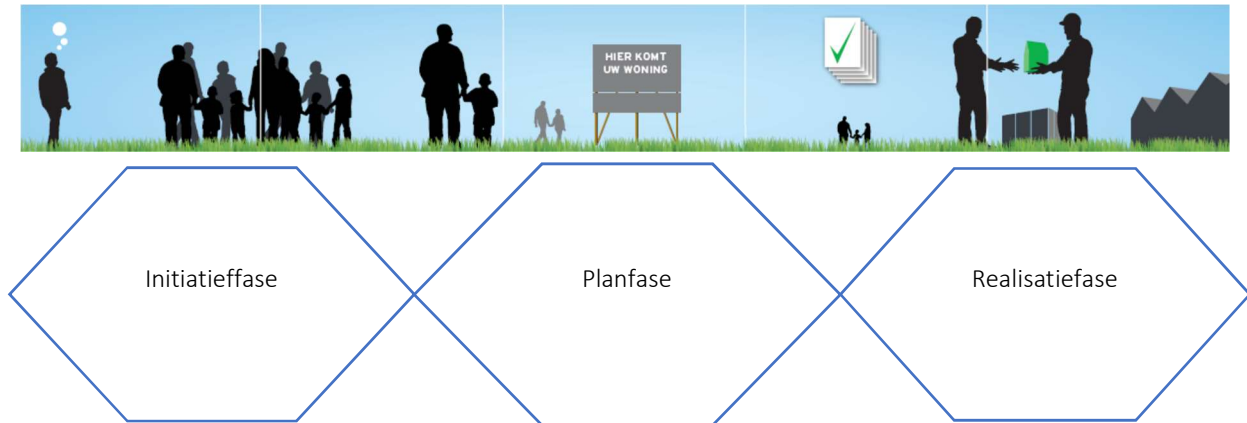 HIER KOMT
UW WONING
Initiatieffase
Planfase
Realisatiefase